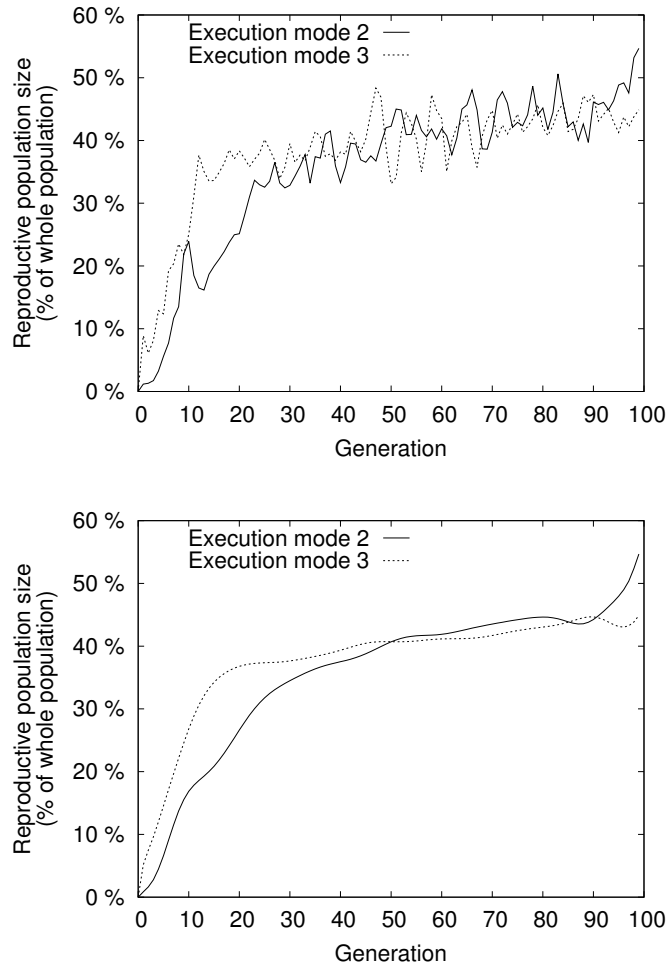 60 %
50 %
40 %
30 %
20 %
10 %
0 %
Reproductive population size
(% of whole population)
Execution mode 2
Execution mode 3
0 10 20 30 40 50 60 70 80 90 100
Generation
60 %
50 %
40 %
30 %
20 %
10 %
0 %
Reproductive population size
(% of whole population)
Execution mode 2
Execution mode 3
0 10 20 30 40 50 60 70 80 90 100
Generation